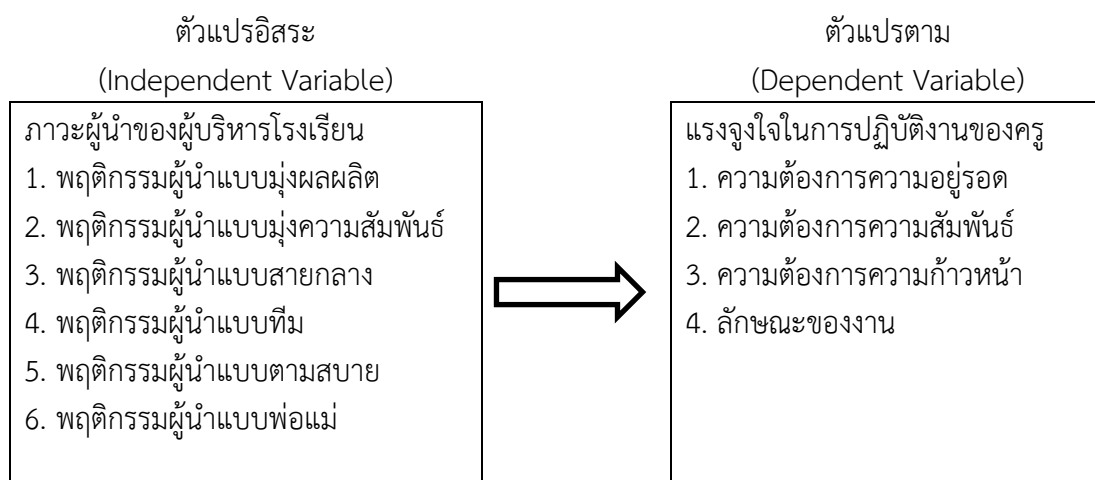 ตัวแปรอิสระ
(Independent Variable)
ภาวะผู้นำของผู้บริหารโรงเรียน
1. พฤติกรรมผู้นำแบบมุ่งผลผลิต
2. พฤติกรรมผู้นำแบบมุ่งความสัมพันธ์
3. พฤติกรรมผู้นำแบบสายกลาง
4. พฤติกรรมผู้นำแบบทีม
5. พฤติกรรมผู้นำแบบตามสบาย
6. พฤติกรรมผู้นำแบบพ่อแม่
ตัวแปรตาม
(Dependent Variable)
แรงจูงใจในการปฏิบัติงานของครู
1. ความต้องการความอยู่รอด
2. ความต้องการความสัมพันธ์
3. ความต้องการความก้าวหน้า
4. ลักษณะของงาน